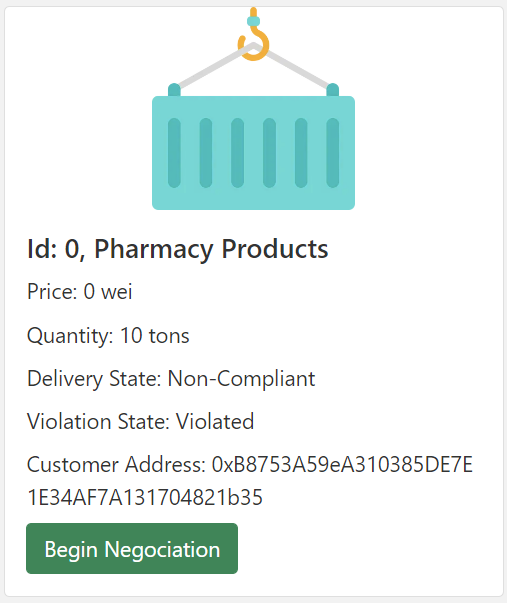 Id: 0, Pharmacy Products
Price: 0 wei
Quantity: 10 tons
Delivery State: Non-Compliant
Violation State: Violated
Customer Address: 0xB8753A59eA310385DE7E
1E34AF7A131704821b35
Begin Negociation